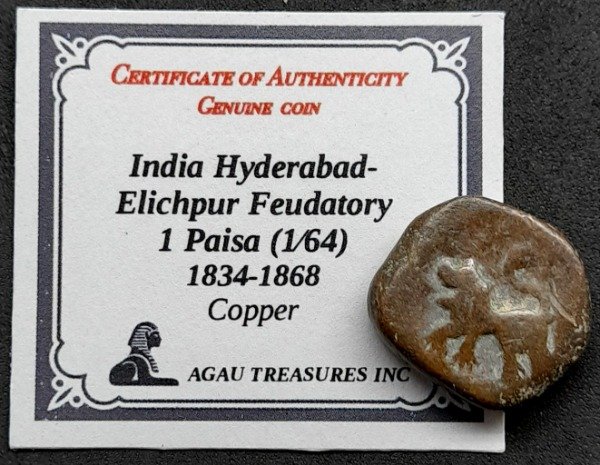 CERTIFICATE OF AUTHENTICITY
GENUINE COIN
India Hyderabad-
Elichpur Feudatory
1 Paisa (1/64)
1834-1868
Copper
AGAU TREASURES INC